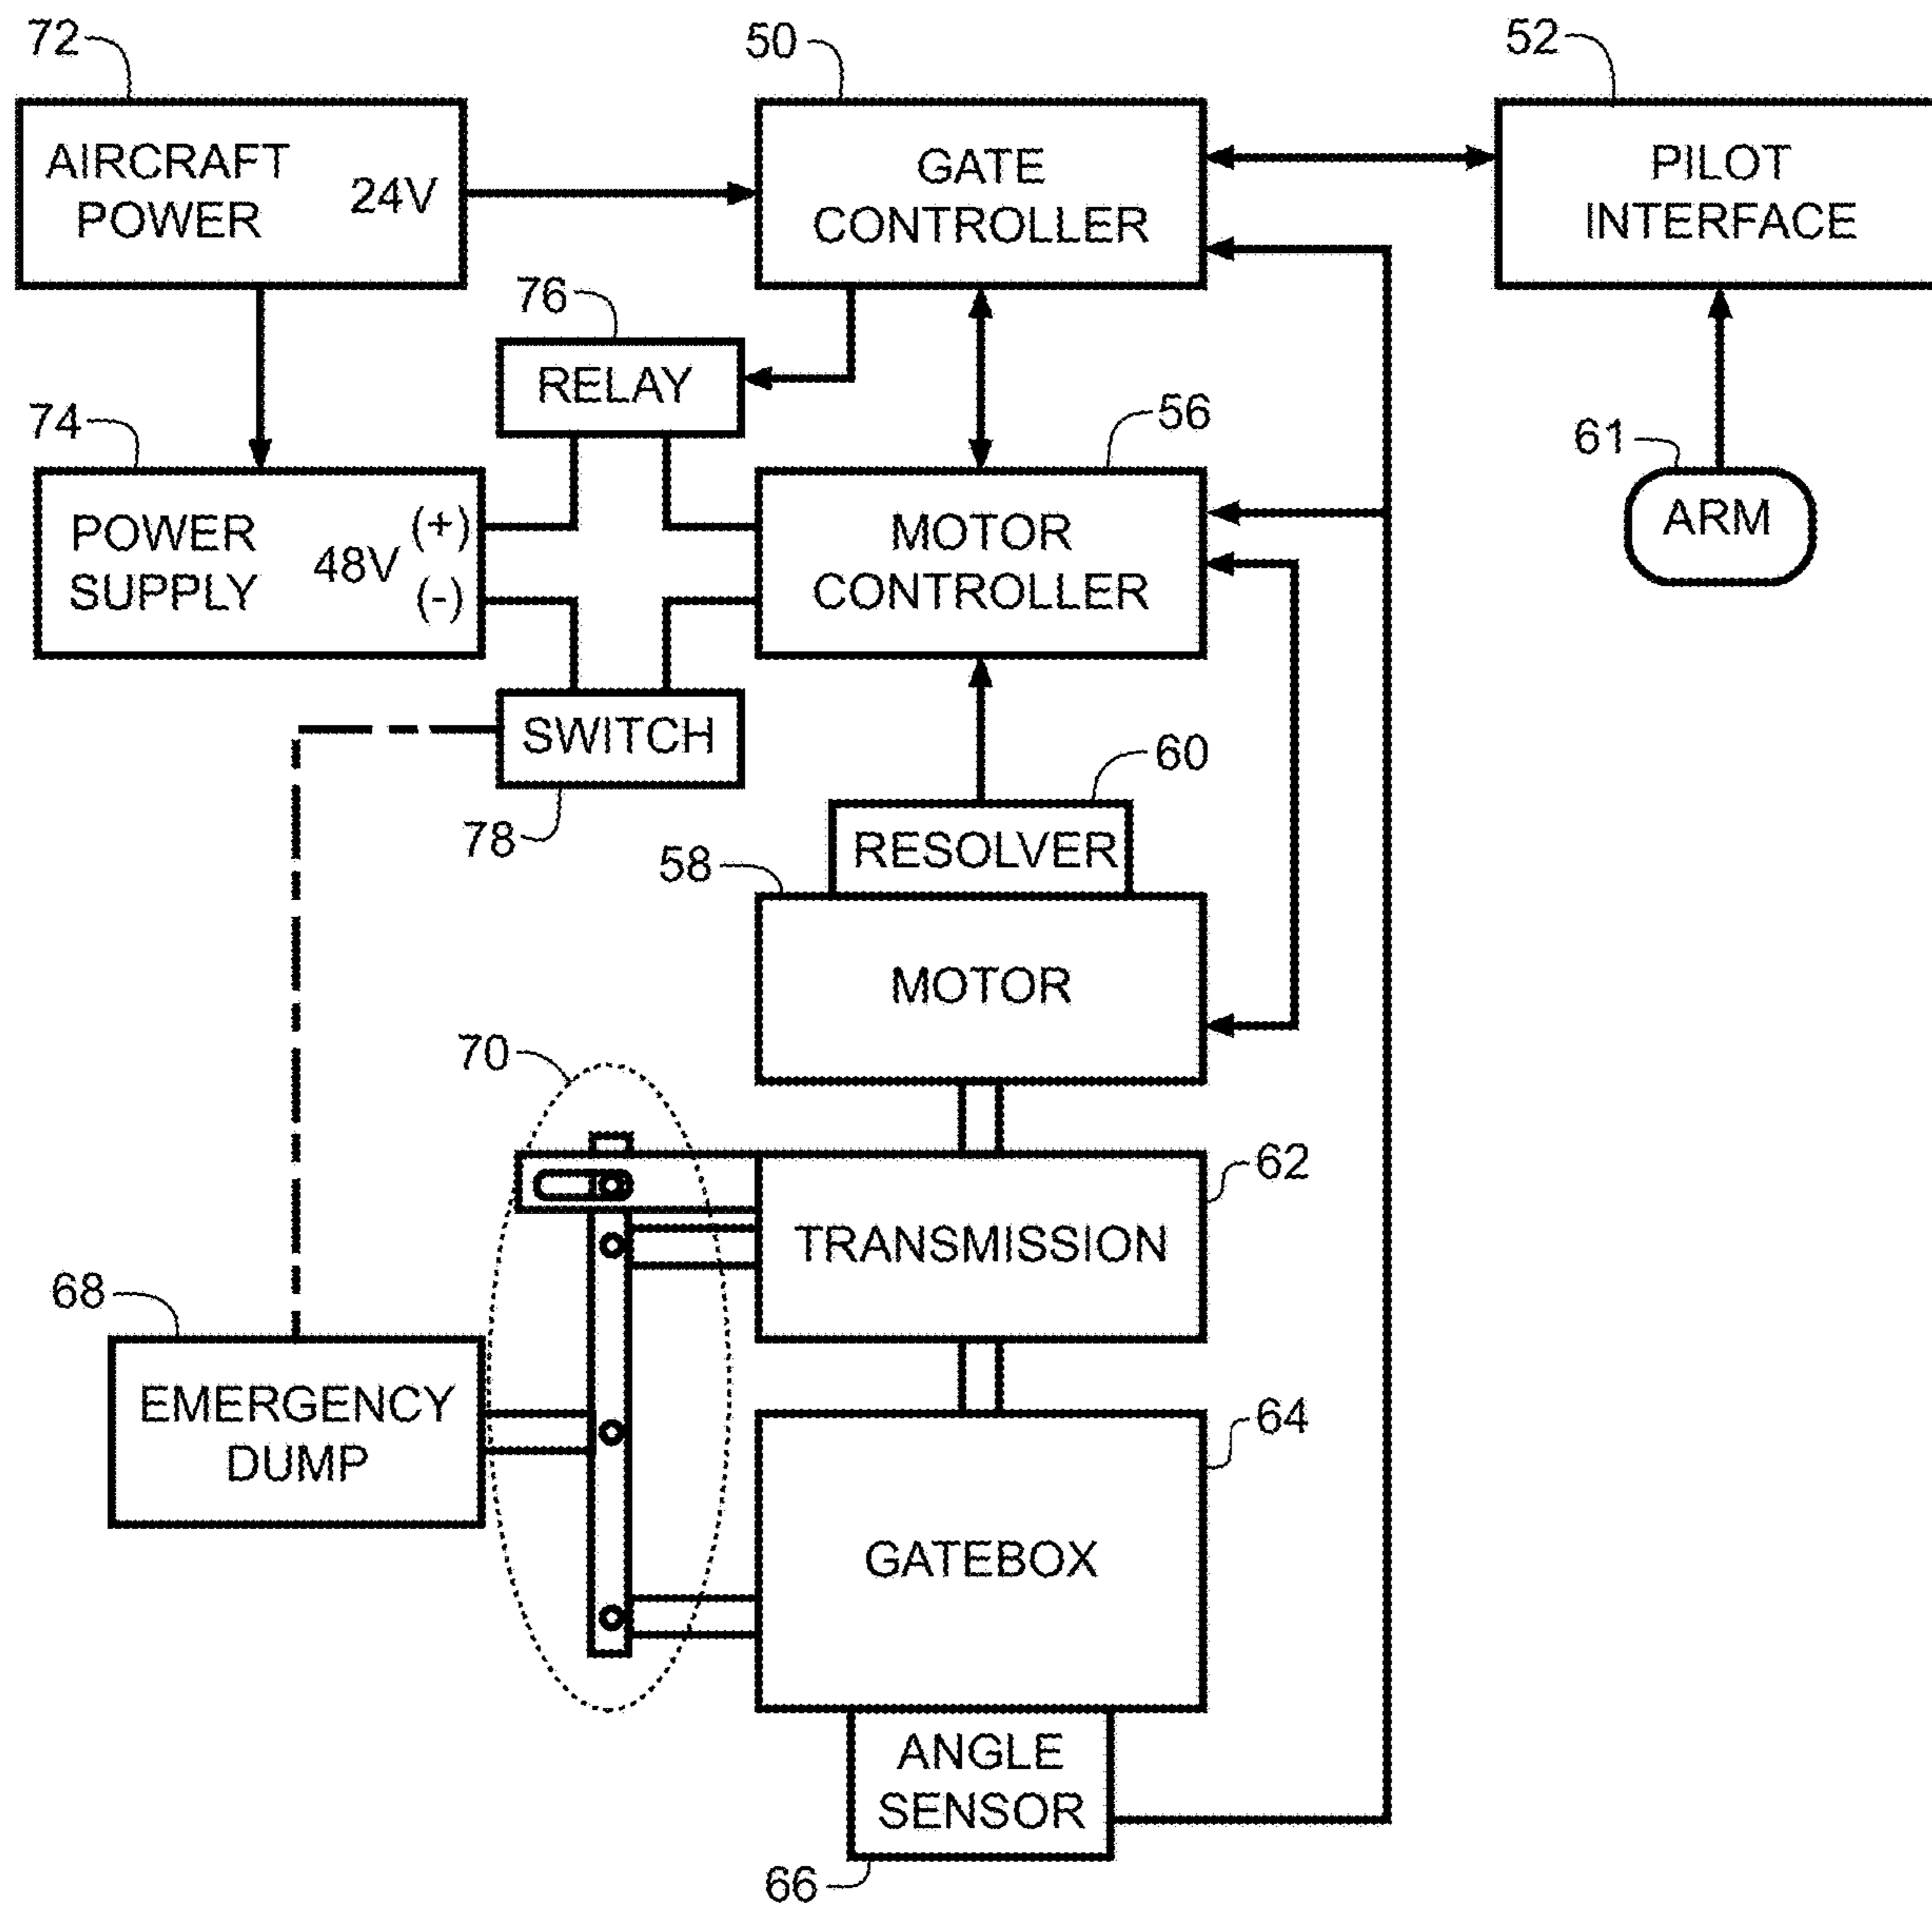 72
50
52
AIRCRAFT
POWER
24V
GATE
CONTROLLER
PILOT
INTERFACE
76
RELAY
74
56
61
ARM
POWER
SUPPLY
48V
(+)
(-)
MOTOR
CONTROLLER
SWITCH
78
60
RESOLVER
58
MOTOR
70
62
TRANSMISSION
68
EMERGENCY
DUMP
64
GATEBOX
ANGLE
SENSOR
66